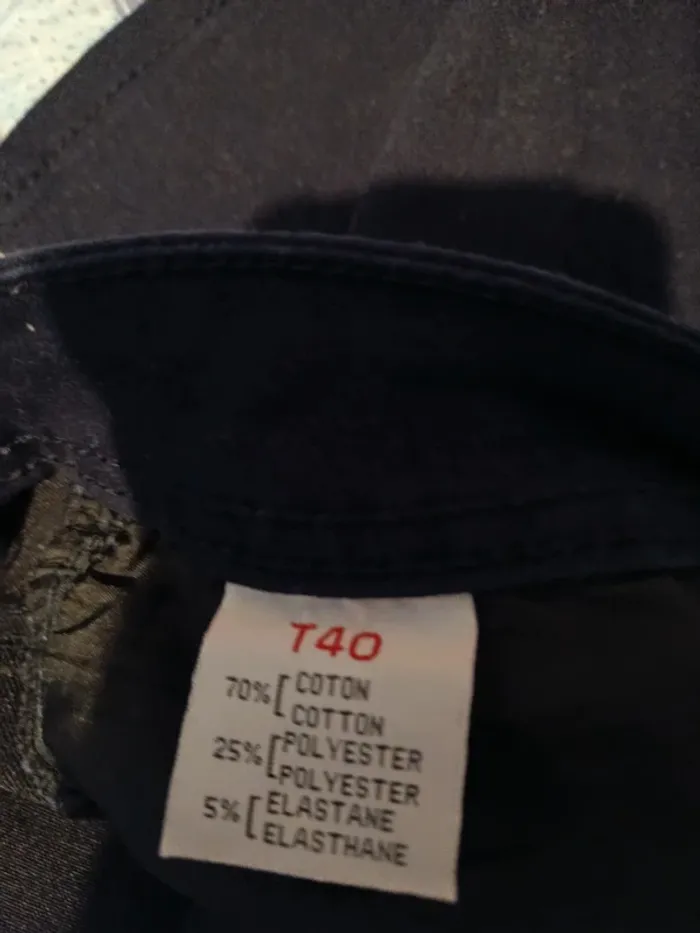 T40
70% [ COTON
COTTON
25% [ POLYESTER
POLYESTER
5% [ ELASTANE
ELASTHANE